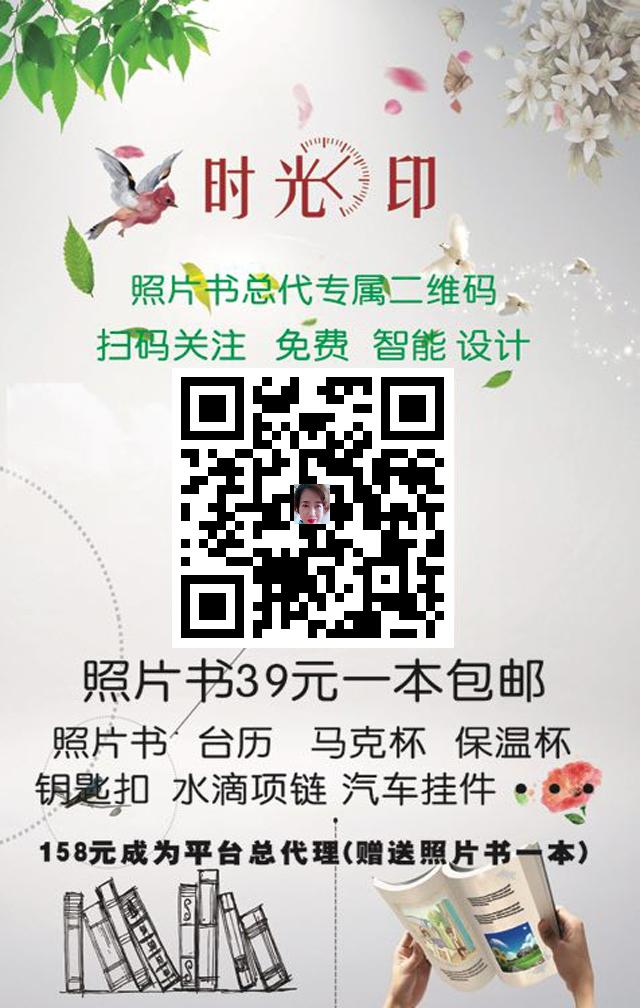 时光印
照片书总代专属二维码
扫码关注 免费 智能 设计
照片书39元一本包邮
照片书 台历 马克杯 保温杯
钥匙扣 水滴项链 汽车挂件
158元成为平台总代理(赠送照片书一本)